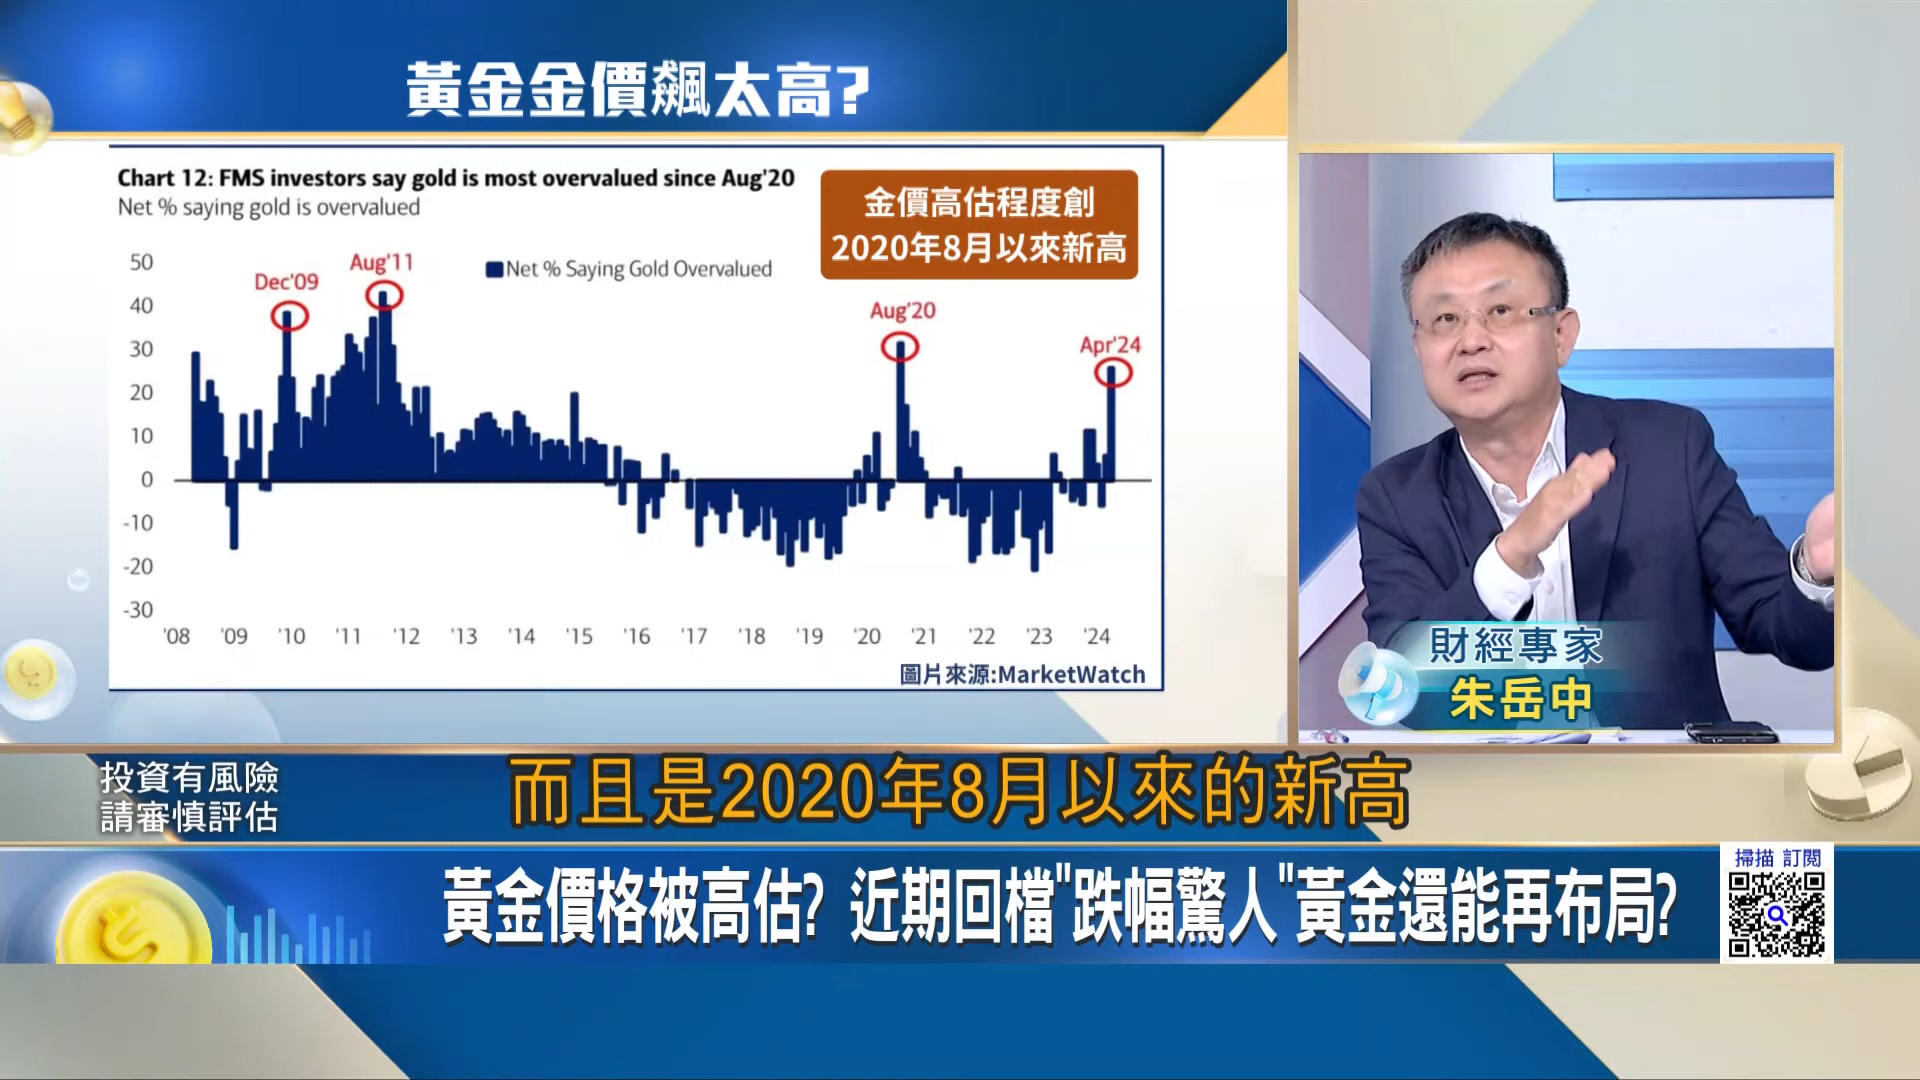 黃金金價飆太高?
Chart 12: FMS investors say gold is most overvalued since Aug'20
Net % saying gold is overvalued
金價高估程度創
2020年8月以來新高
50
40
30
20
10
0
-10
-20
-30
Dec'09
Aug'11
Net % Saying Gold Overvalued
Aug'20
Apr'24
'08 '09 '10 '11 '12 '13 '14 '15 '16 '17 '18 '19 '20 '21 '22 '23 '24
圖片來源:MarketWatch
財經專家
朱岳中
投資有風險
請審慎評估
而且是2020年8月以來的新高
黃金價格被高估? 近期回檔"跌幅驚人"黃金還能再布局?
掃描 訂閱